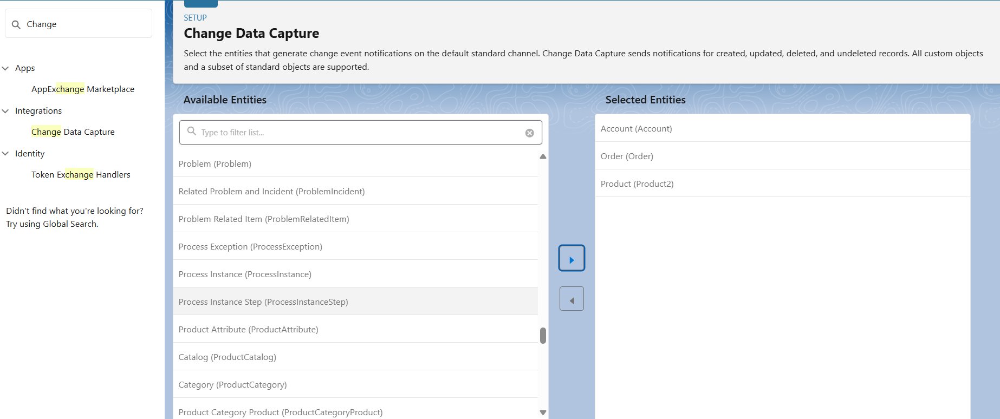 Change
Apps
AppExchange Marketplace
Integrations
Change Data Capture
Identity
Token Exchange Handlers
Didn't find what you're looking for?
Try using Global Search.
SETUP
Change Data Capture
Select the entities that generate change event notifications on the default standard channel. Change Data Capture sends notifications for created, updated, deleted, and undeleted records. All custom objects
and a subset of standard objects are supported.
Available Entities
Type to filter list...
Problem (Problem)
Related Problem and Incident (ProblemIncident)
Problem Related Item (ProblemRelatedItem)
Process Exception (ProcessException)
Process Instance (ProcessInstance)
Process Instance Step (ProcessInstanceStep)
Product Attribute (ProductAttribute)
Catalog (ProductCatalog)
Category (ProductCategory)
Product Category Product (ProductCategoryProduct)
Selected Entities
Account (Account)
Order (Order)
Product (Product2)